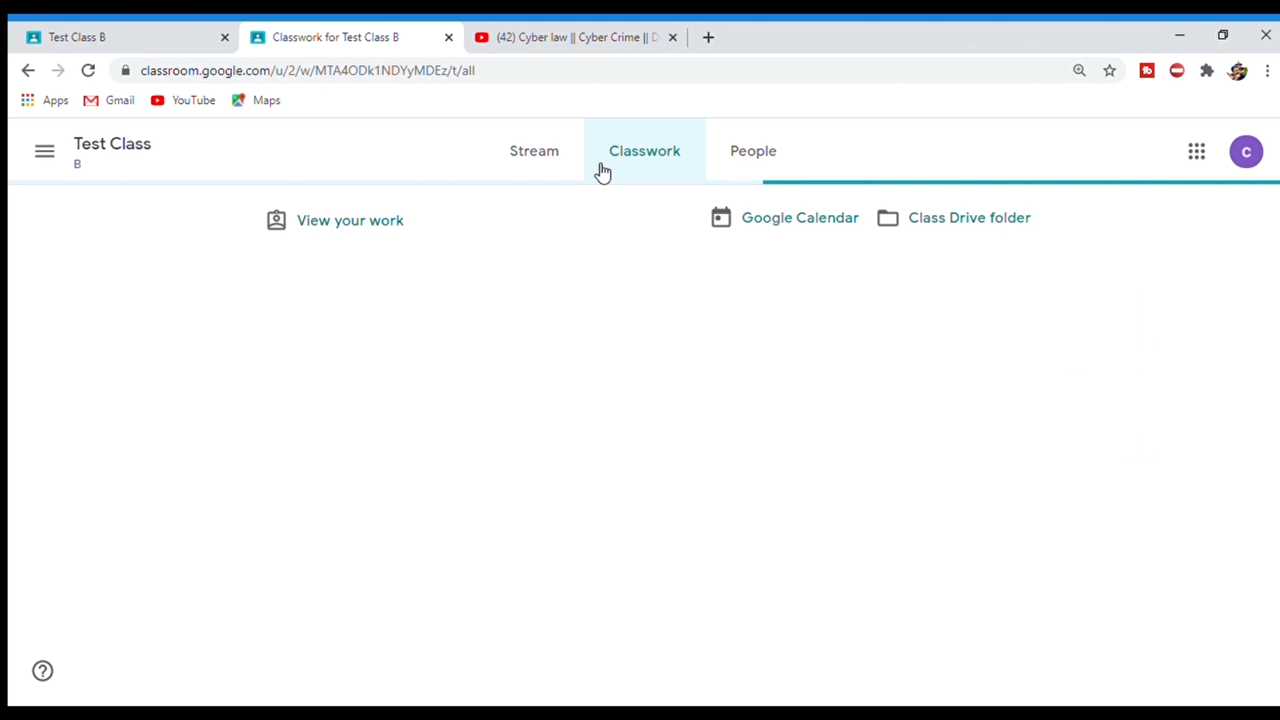 Test Class B
Classwork for Test Class B
(42) Cyber law || Cyber Crime || D
classroom.google.com/u/2/w/MTA4ODk1NDYyMDEz/t/all
Apps
Gmail
YouTube
Maps
Test Class
B
Stream
Classwork
People
C
View your work
Google Calendar
Class Drive folder